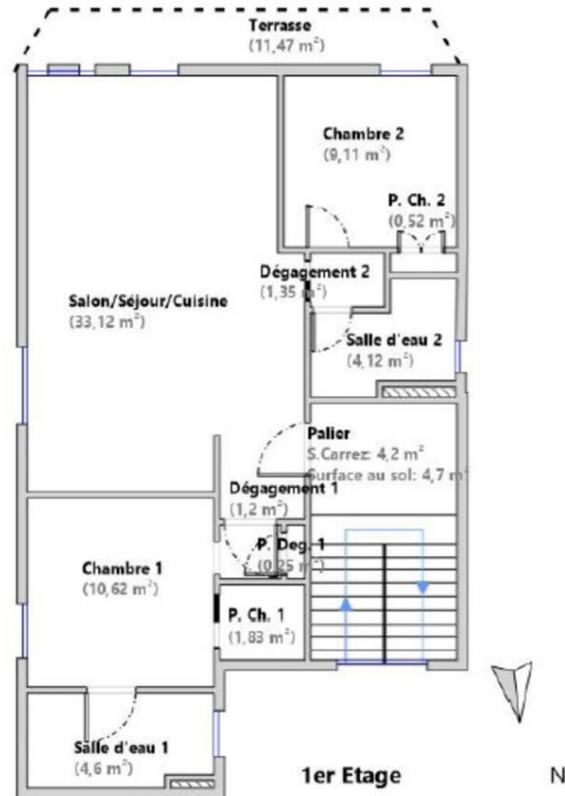 Terrasse
(11,47 m²)
Chambre 2
(9,11 m²)
P. Ch. 2
(0,52 m²)
Dégagement 2
(1,35 m²)
Salon/Séjour/Cuisine
(33,12 m²)
Salle d'eau 2
(4,12 m²)
Palier
S.Carrez: 4,2 m²
Surface au sol: 4,7 m²
Dégagement 1
(1,2 m²)
P. Deg. 1
(0,25 m²)
Chambre 1
(10,62 m²)
P. Ch. 1
(1,83 m²)
Salle d'eau 1
(4,6 m²)
1er Etage
N